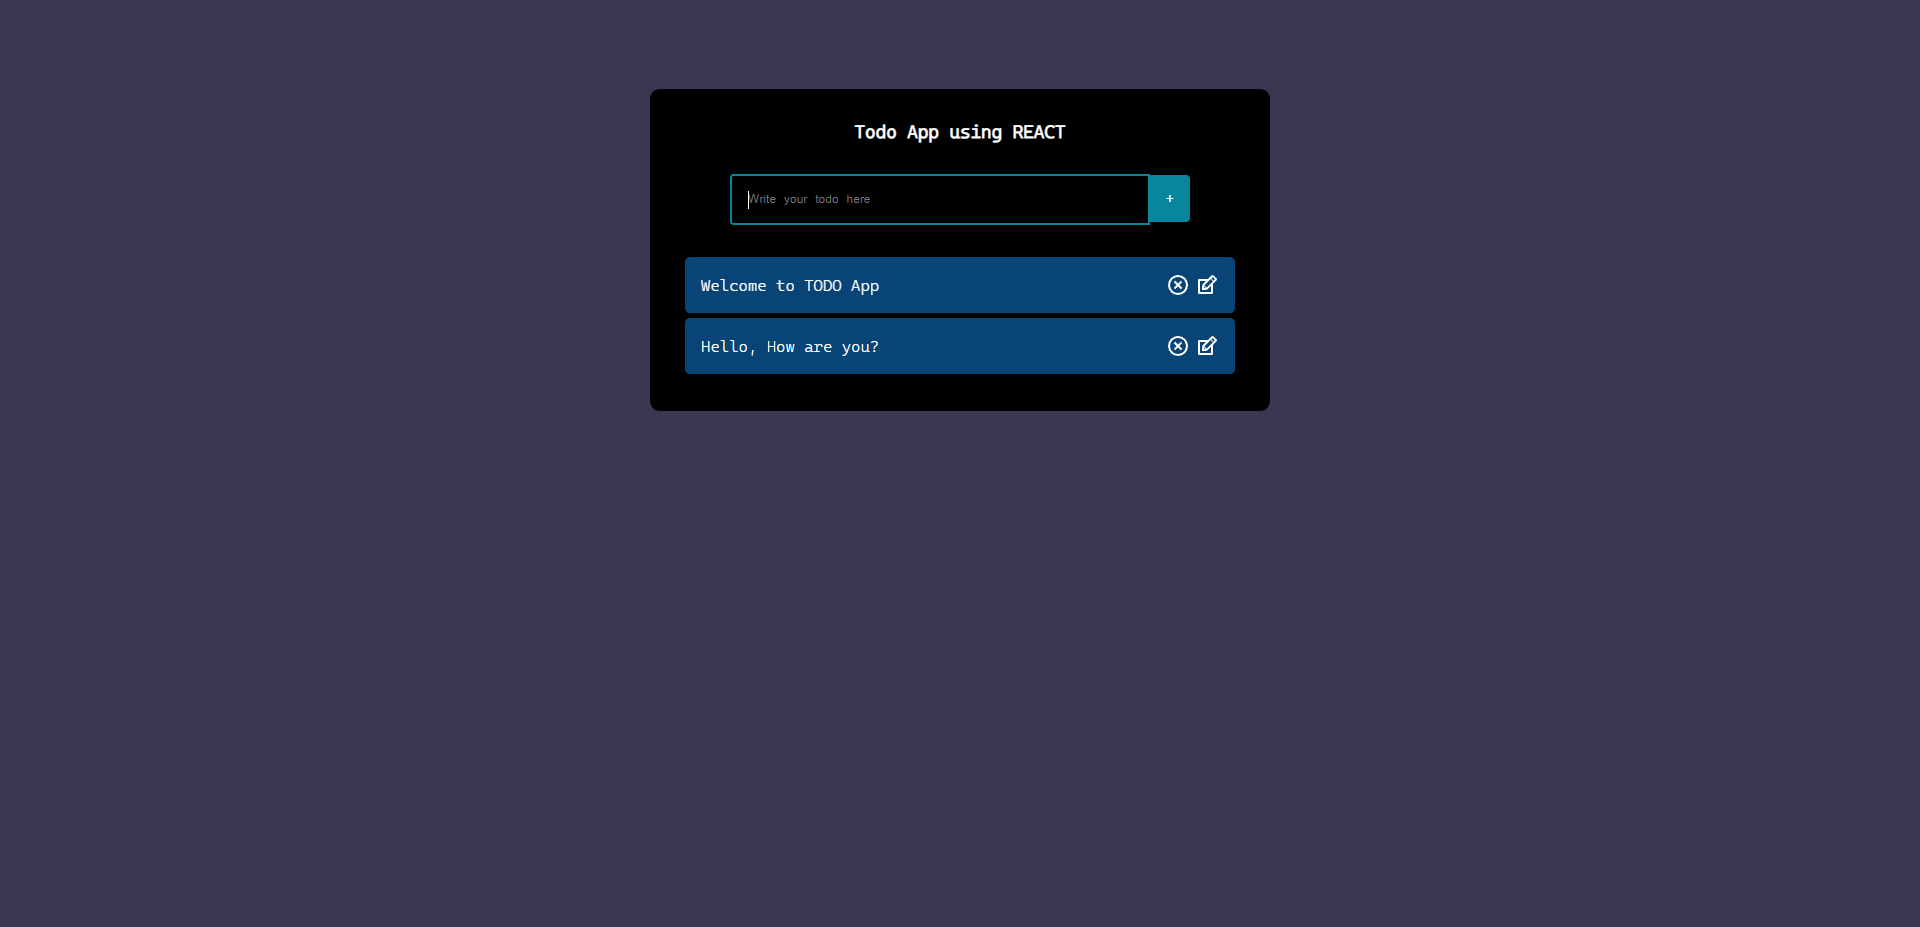 Todo App using REACT
Write your todo here
+
Welcome to TODO App
Hello, How are you?